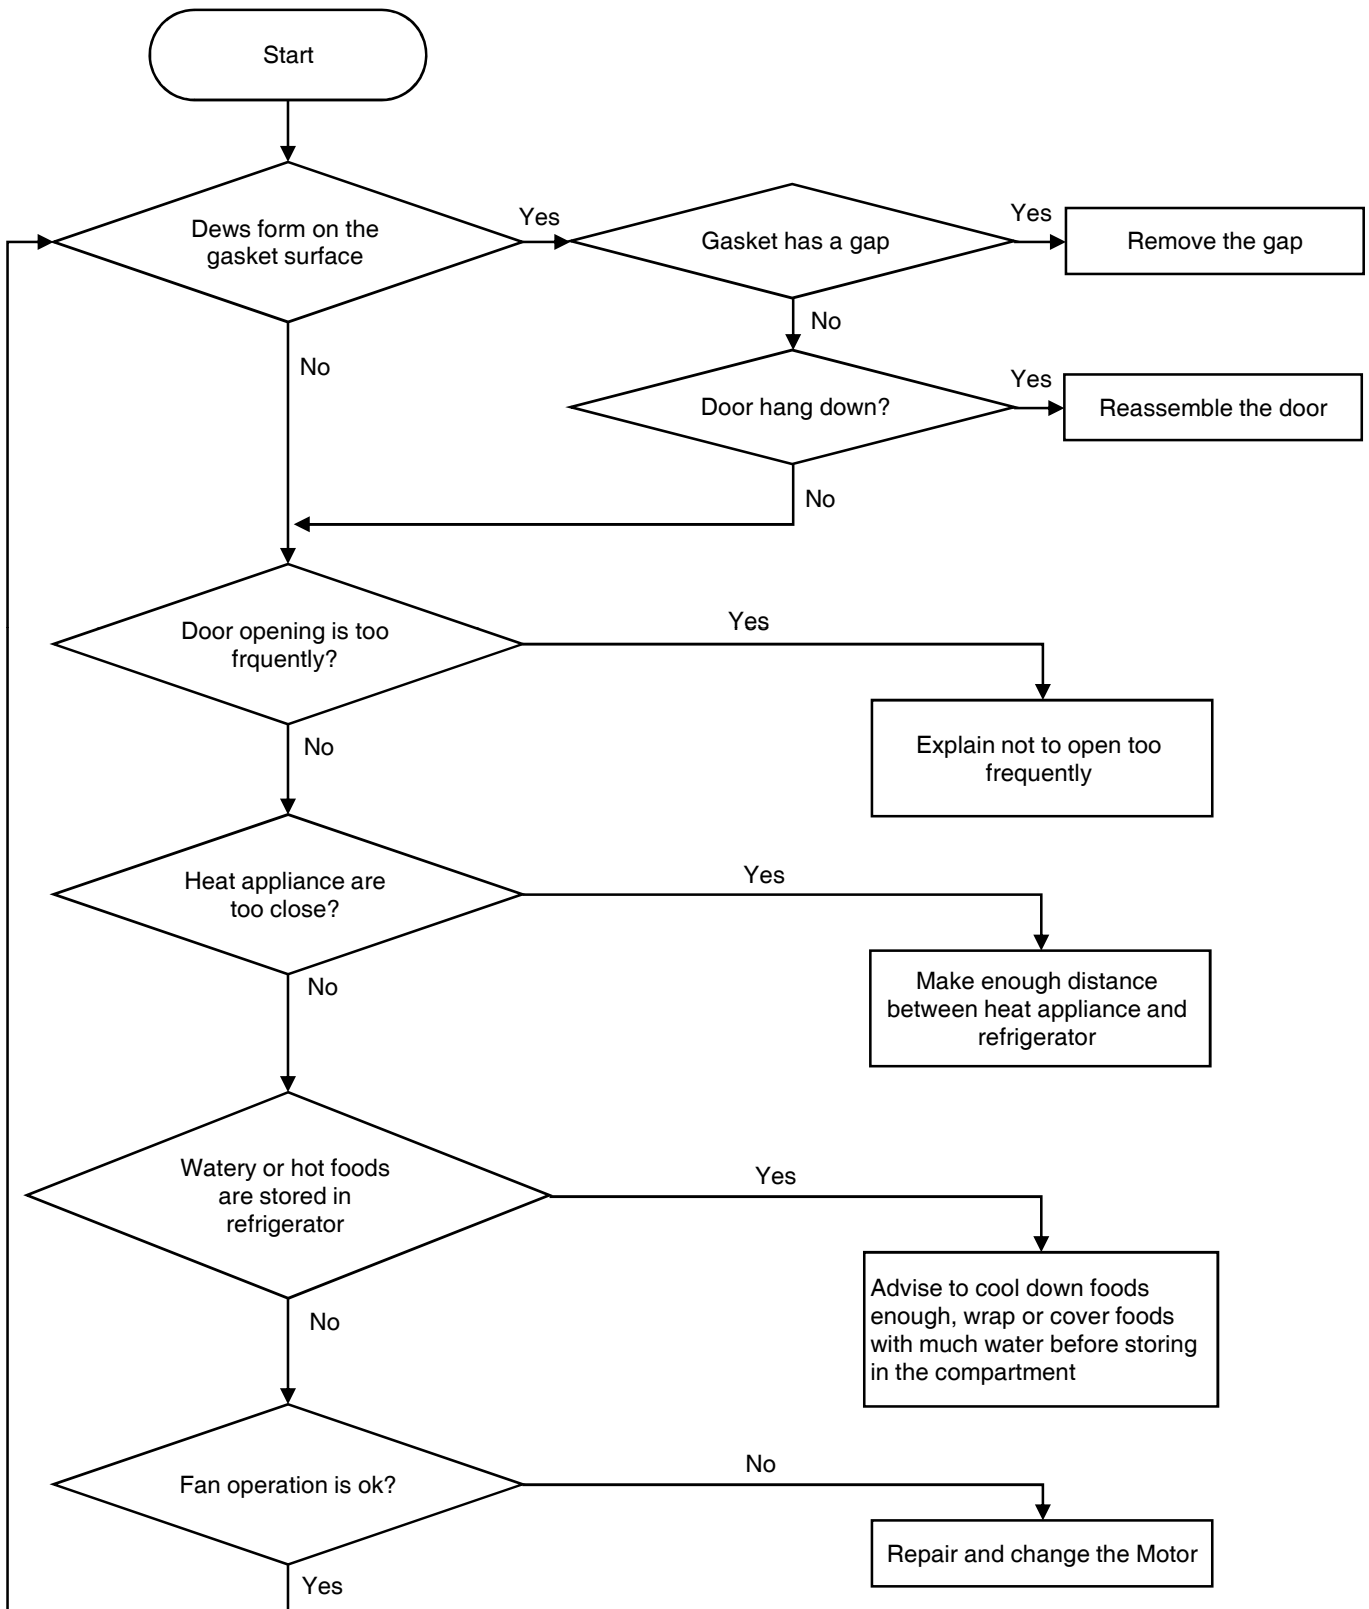 Start
Dews form on the
gasket surface
Yes
Gasket has a gap
Yes
Remove the gap
No
No
Door hang down?
Yes
Reassemble the door
No
Door opening is too
frquently?
Yes
Explain not to open too
frequently
No
Heat appliance are
too close?
Yes
Make enough distance
between heat appliance and
refrigerator
No
Watery or hot foods
are stored in
refrigerator
Yes
Advise to cool down foods
enough, wrap or cover foods
with much water before storing
in the compartment
No
Fan operation is ok?
No
Repair and change the Motor
Yes